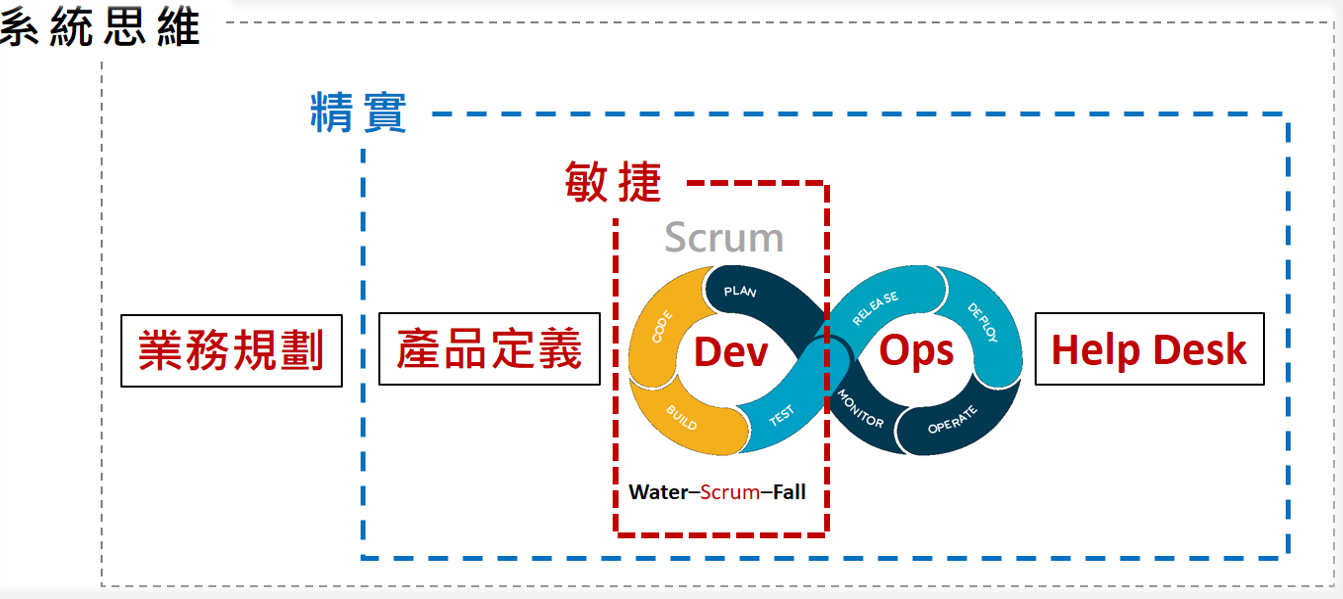 系統思維
精實
敏捷
Scrum
PLAN
CODE
BUILD
TEST
RELEASE
DEPLOY
OPERATE
MONITOR
業務規劃
產品定義
Dev
Ops
Help Desk
Water–Scrum–Fall